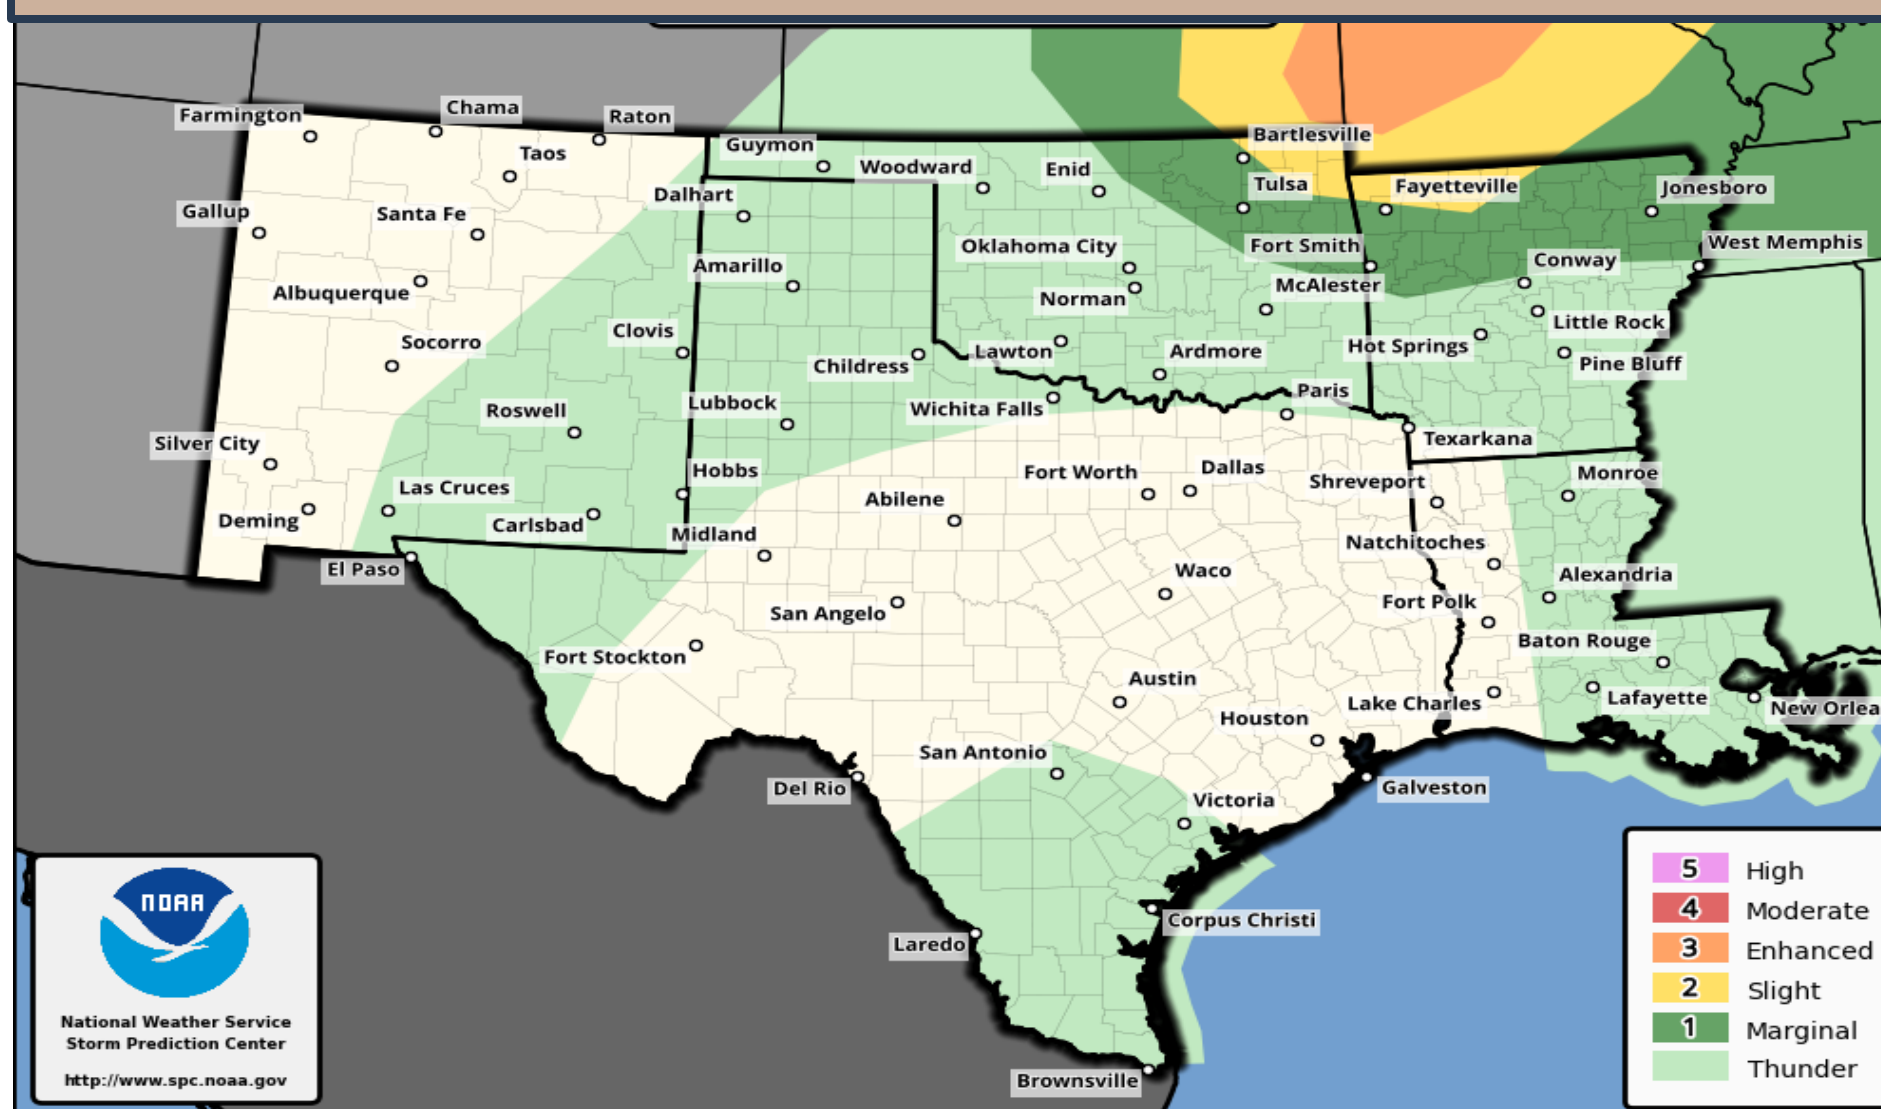 Farmington
Chama
Raton
Taos
Guymon
Woodward
Enid
Bartlesville
Gallup
Santa Fe
Dalhart
Tulsa
Fayetteville
Jonesboro
Albuquerque
Amarillo
Oklahoma City
Fort Smith
Conway
West Memphis
Norman
McAlester
Socorro
Clovis
Childress
Lawton
Ardmore
Hot Springs
Little Rock
Pine Bluff
Roswell
Lubbock
Wichita Falls
Paris
Silver City
Hobbs
Texarkana
Las Cruces
Abilene
Fort Worth
Dallas
Shreveport
Monroe
Deming
Carlsbad
Midland
Natchitoches
El Paso
Waco
Alexandria
San Angelo
Fort Polk
Fort Stockton
Baton Rouge
Austin
Lake Charles
Lafayette
New Orlea
Houston
San Antonio
Del Rio
Victoria
Galveston
Corpus Christi
Laredo
Brownsville
NOAA
National Weather Service
Storm Prediction Center
http://www.spc.noaa.gov
5 High
4 Moderate
3 Enhanced
2 Slight
1 Marginal
Thunder